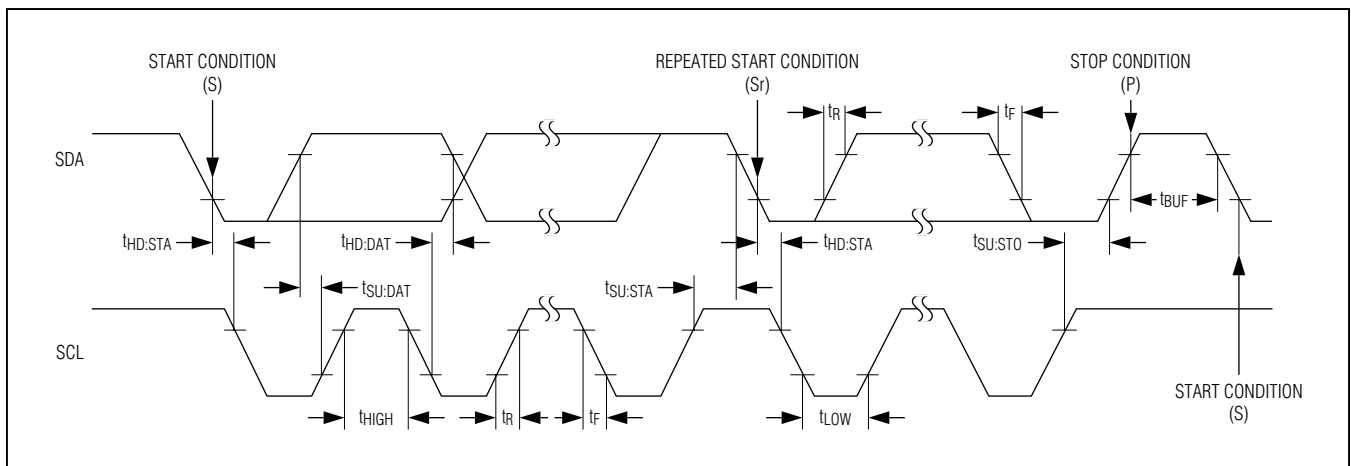 START CONDITION
(S)
REPEATED START CONDITION
(Sr)
STOP CONDITION
(P)
tR
tF
SDA
tBUF
tHD:STA
tHD:DAT
tHD:STA
tSU:STO
tSU:DAT
tSU:STA
SCL
tHIGH
tR
tF
tLOW
START CONDITION
(S)